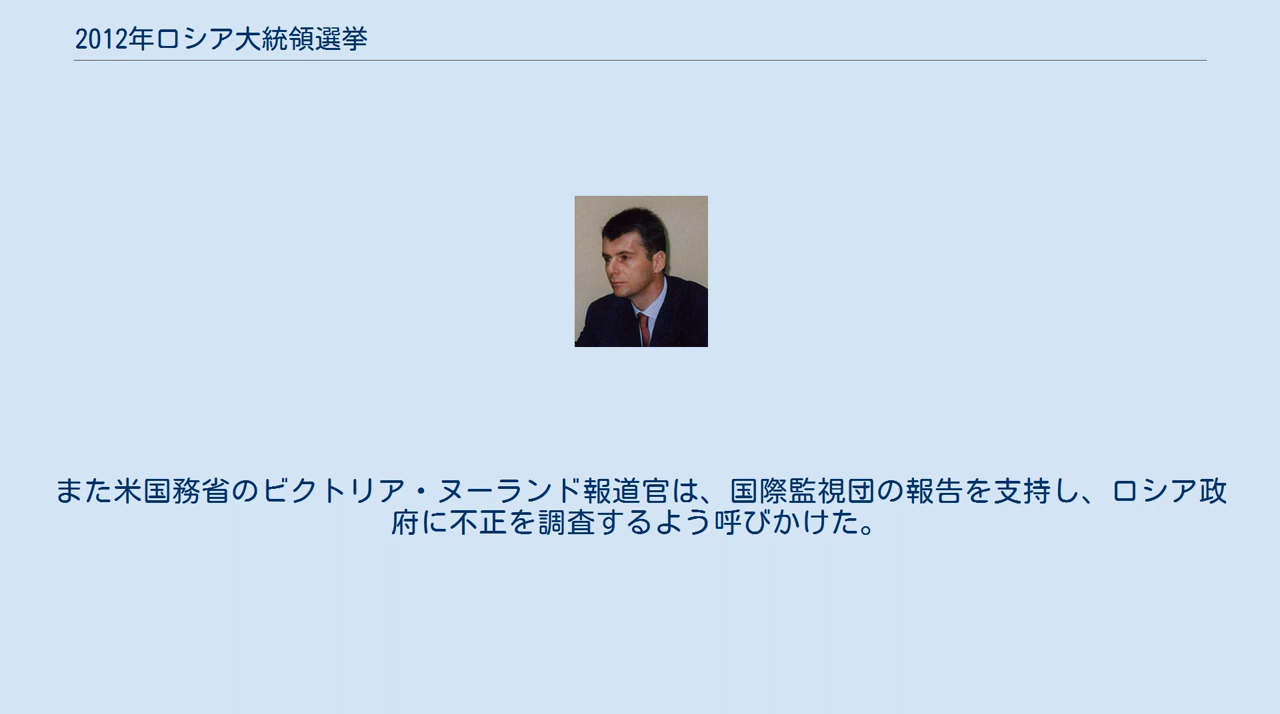 2012年ロシア大統領選挙
また米国務省のビクトリア・ヌーランド報道官は、国際監視団の報告を支持し、ロシア政
府に不正を調査するよう呼びかけた。